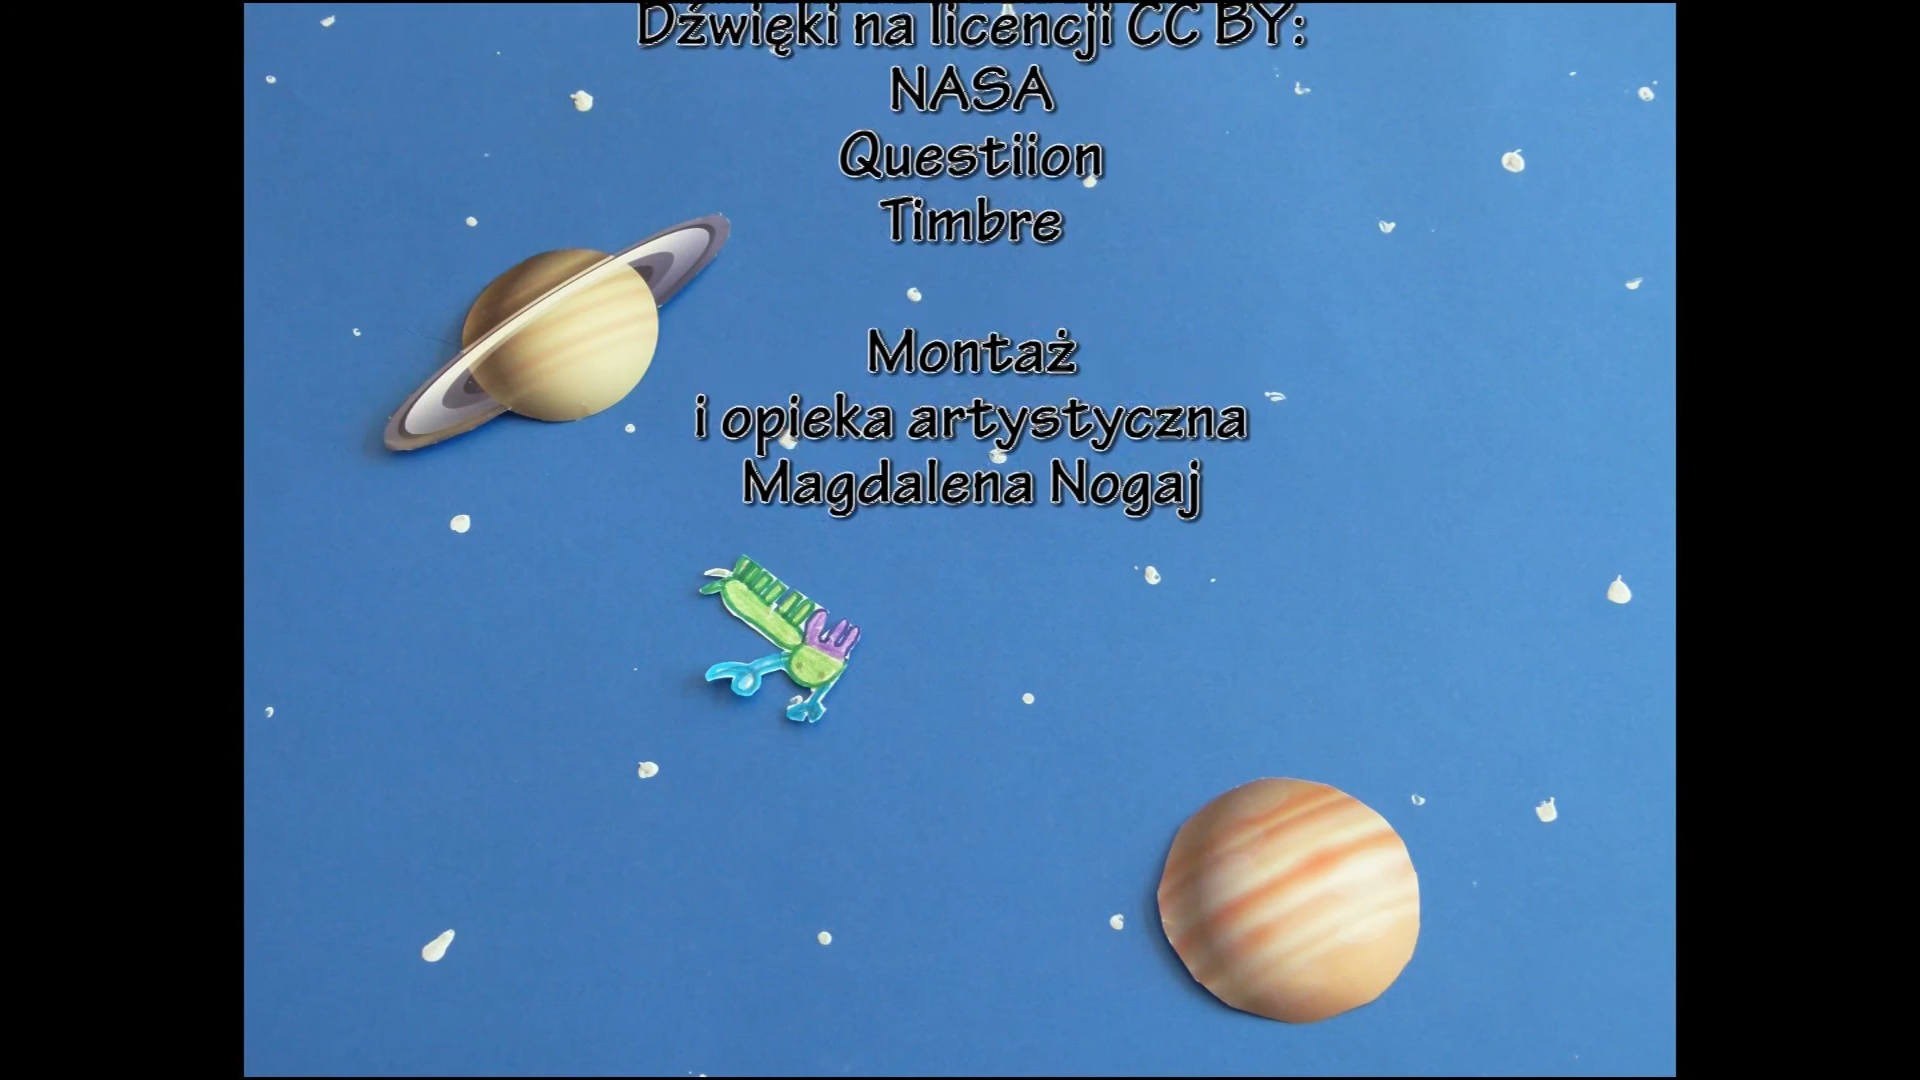 Dźwięki na licencji CC BY:
NASA
Questiion
Timbre
Montaż
i opieka artystyczna
Magdalena Nogaj